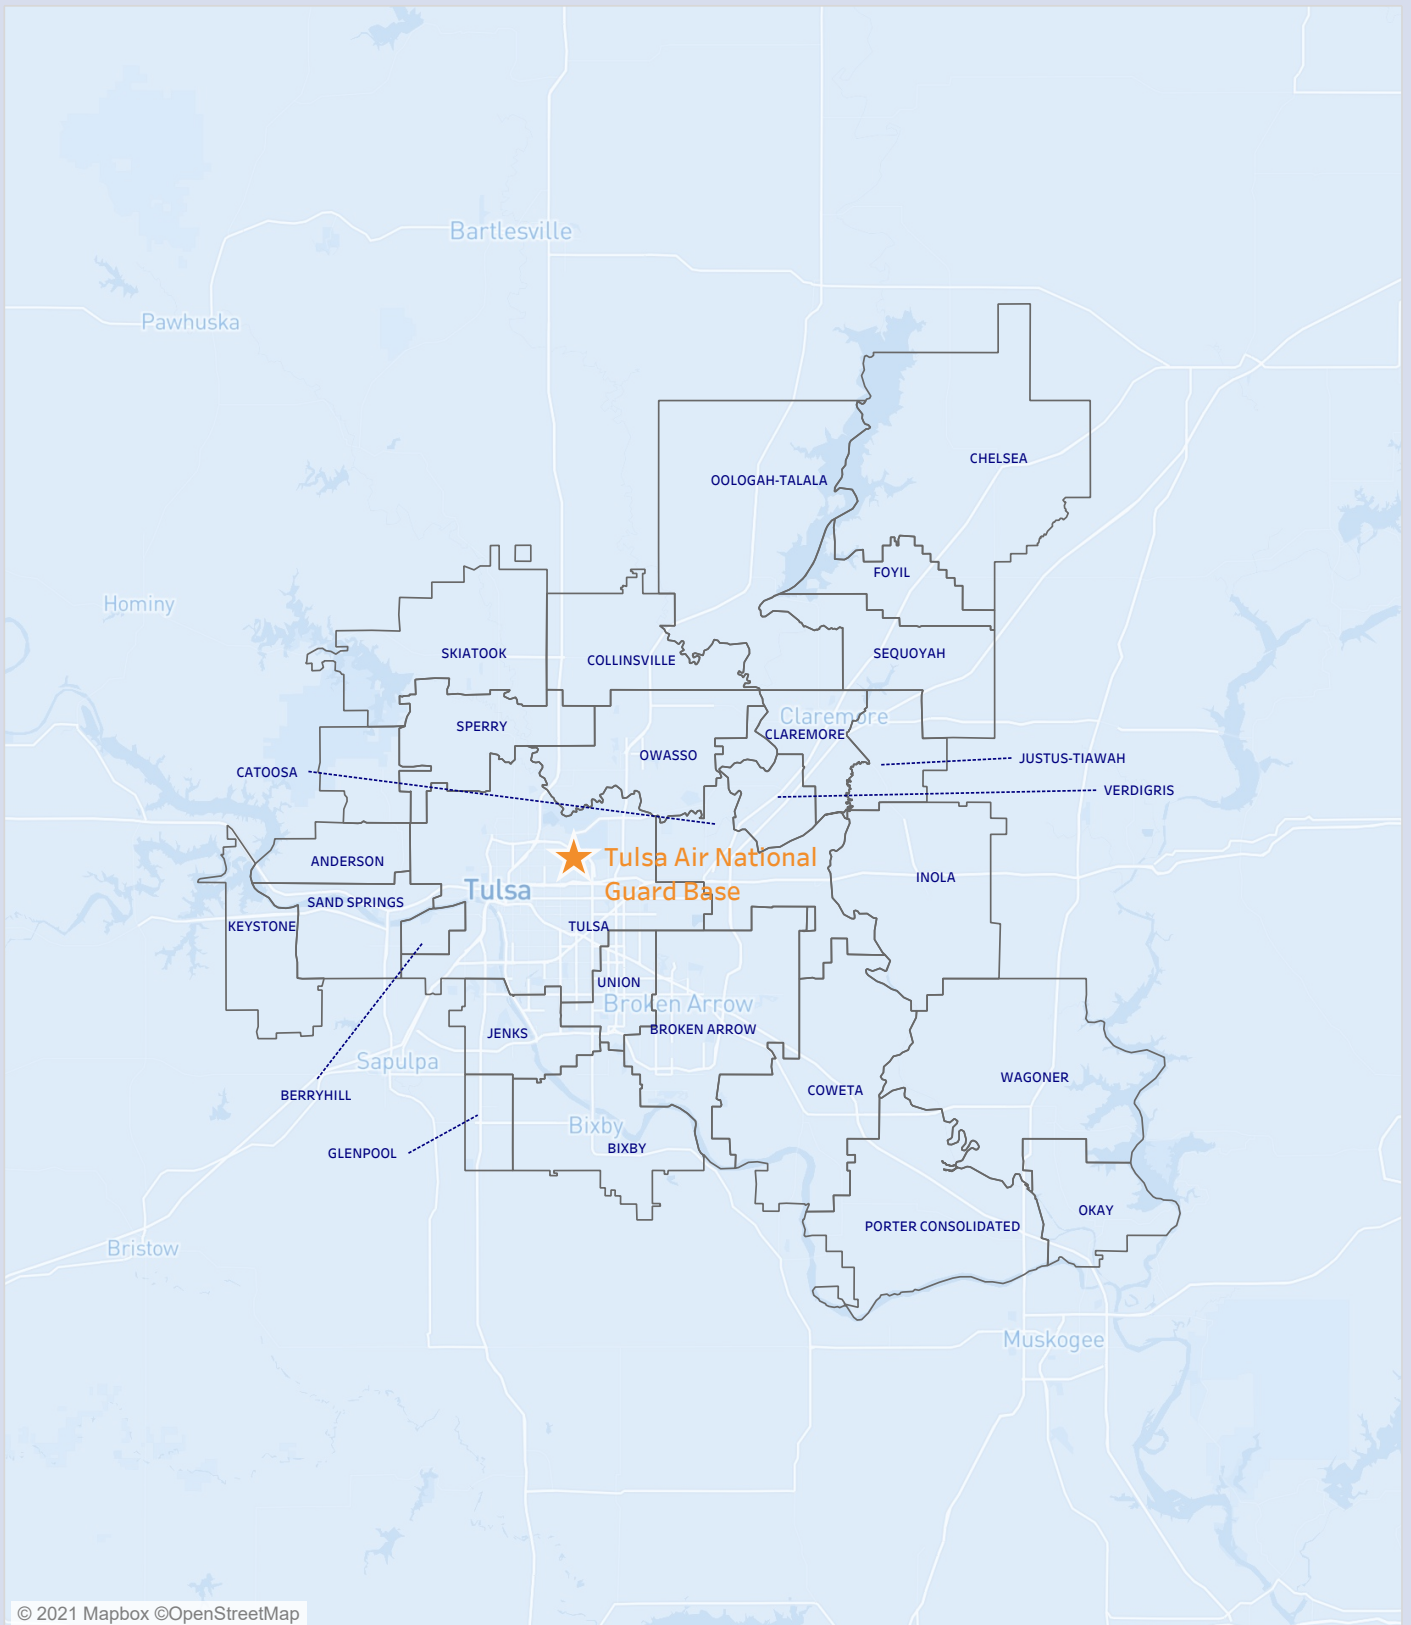 Bartlesville
Pawhuska
CHELSEA
OOLOGAH-TALALA
FOYIL
Hominy
SKIATOOK
COLLINSVILLE
SEQUOYAH
Claremore
SPERRY
CLAREMORE
OWASSO
JUSTUS-TIAWAH
CATOOSA
VERDIGRIS
Tulsa Air National
Guard Base
ANDERSON
INOLA
Tulsa
SAND SPRINGS
KEYSTONE
TULSA
UNION
Broken Arrow
BROKEN ARROW
JENKS
Sapulpa
WAGONER
COWETA
BERRYHILL
Bixby
BIXBY
GLENPOOL
OKAY
PORTER CONSOLIDATED
Bristow
Muskogee
© 2021 Mapbox ©OpenStreetMap